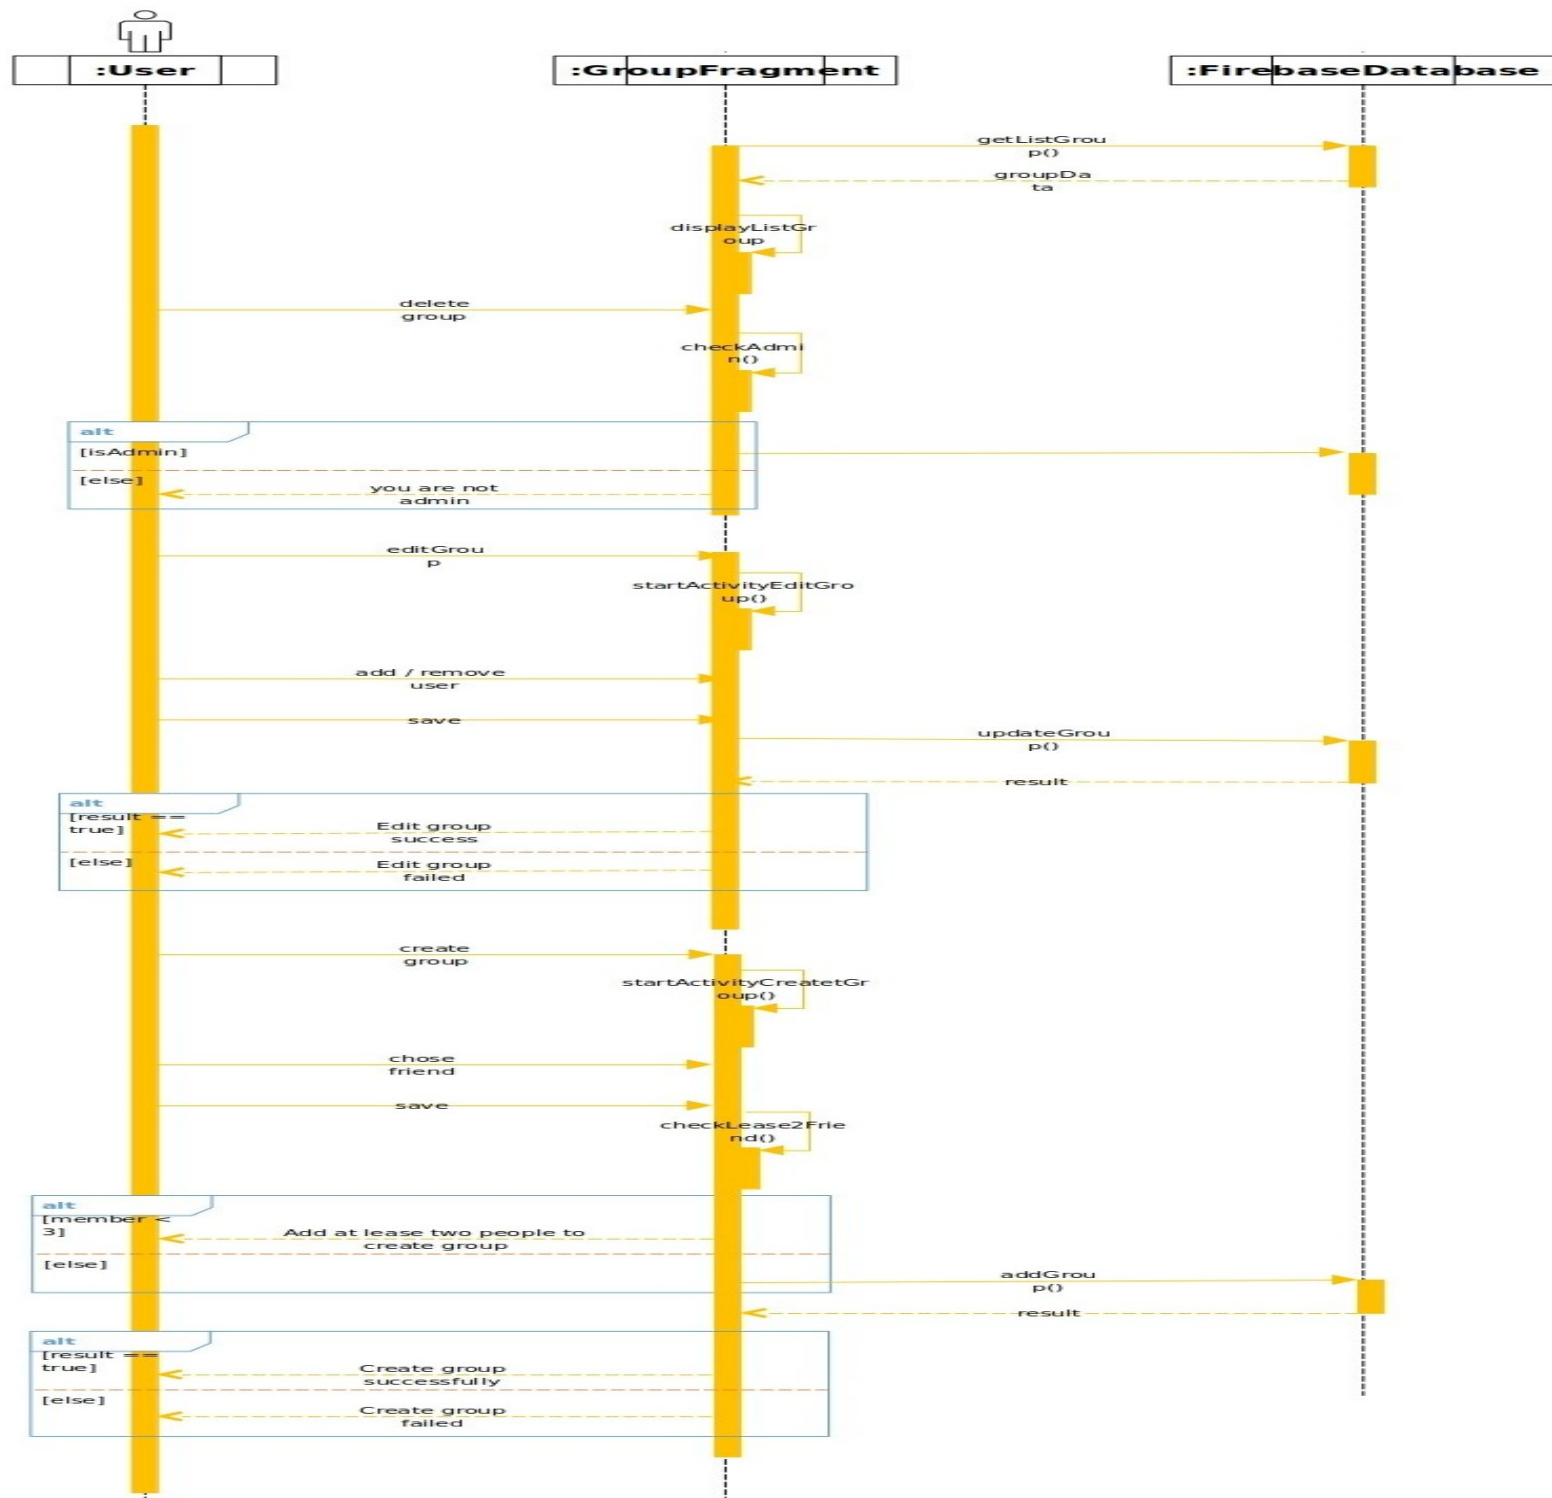 :User
:GroupFragment
:FirebaseDatabase
getListGrou
p()
groupDa
ta
displayListGr
oup
delete
group
checkAdmi
n()
alt
[isAdmin]
[else]
you are not
admin
editGrou
p
startActivityEditGro
up()
add / remove
user
save
updateGrou
p()
result
alt
[result ==
true]
Edit group
success
[else]
Edit group
failed
create
group
startActivityCreatetGr
oup()
chose
friend
save
checkLease2Frie
nd()
alt
[member <
3]
Add at lease two people to
create group
[else]
addGrou
p()
result
alt
[result ==
true]
Create group
successfully
[else]
Create group
failed